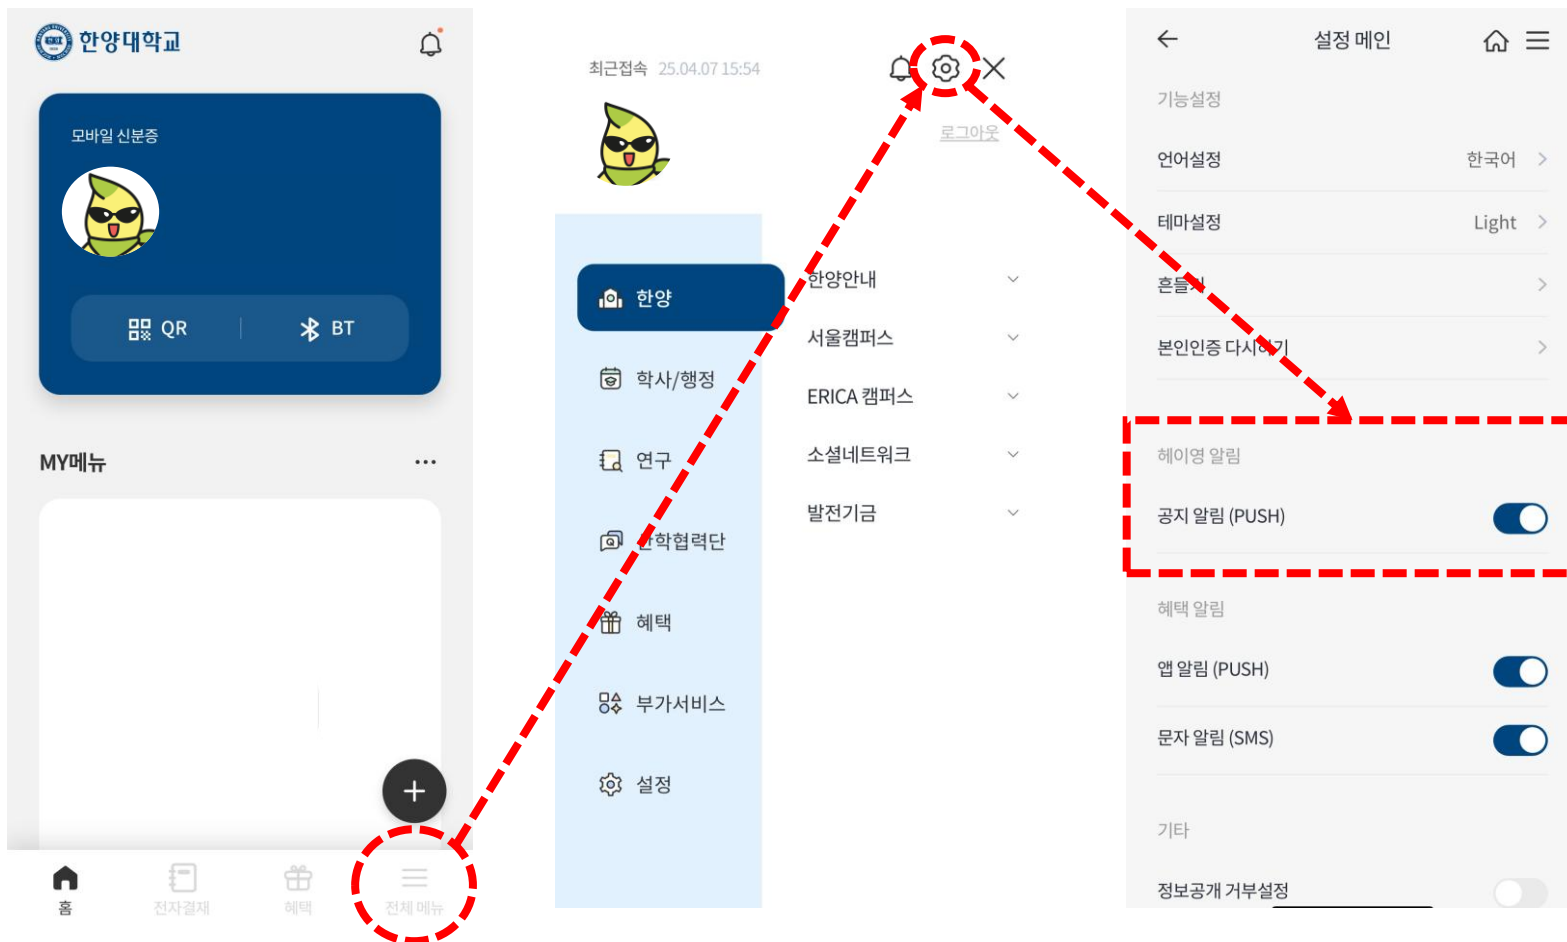 한양대학교
모바일 신분증
QR
BT
MY메뉴
홈
전자결재
혜택
전체 메뉴
최근접속 25.04.07 15:54
로그아웃
한양
학사/행정
연구
산학협력단
혜택
부가서비스
설정
한양안내
서울캠퍼스
ERICA 캠퍼스
소셜네트워크
발전기금
설정 메인
기능설정
언어설정 한국어
테마설정 Light
흔들기
본인인증 다시하기
헤이영 알림
공지 알림 (PUSH)
혜택 알림
앱 알림 (PUSH)
문자 알림 (SMS)
기타
정보공개 거부설정